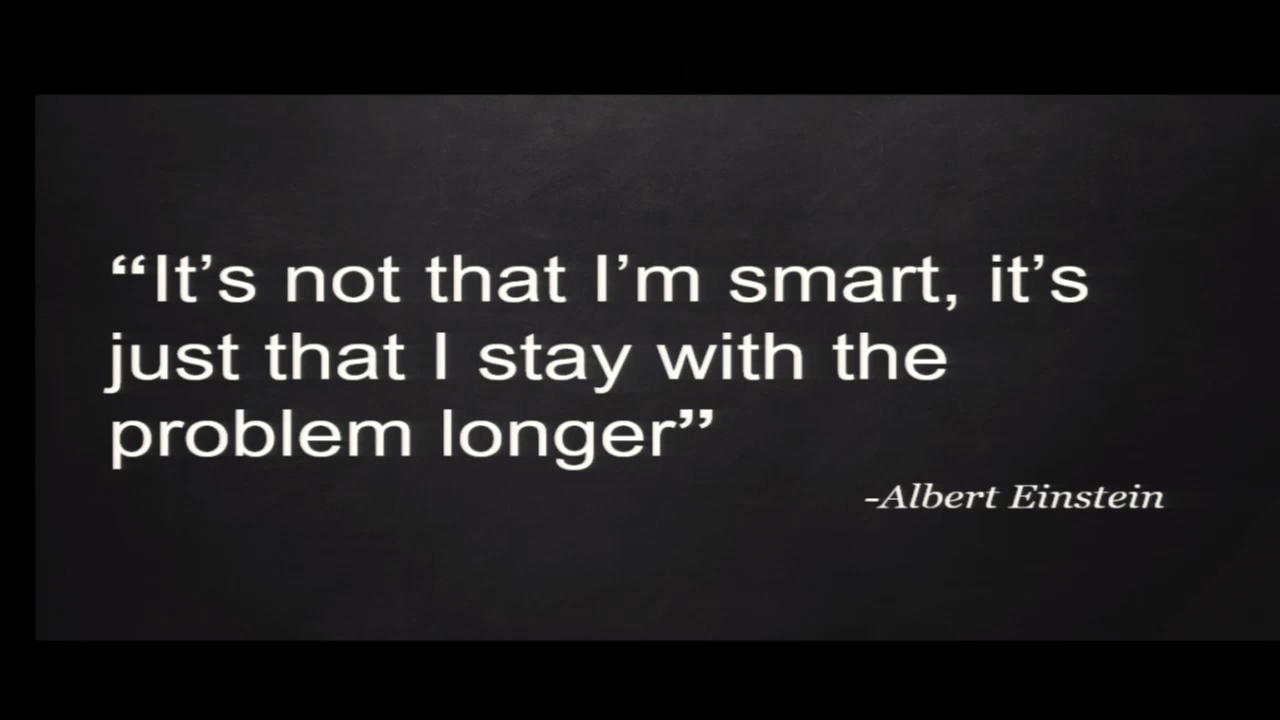 “It’s not that I’m smart, it’s
just that I stay with the
problem longer”
-Albert Einstein